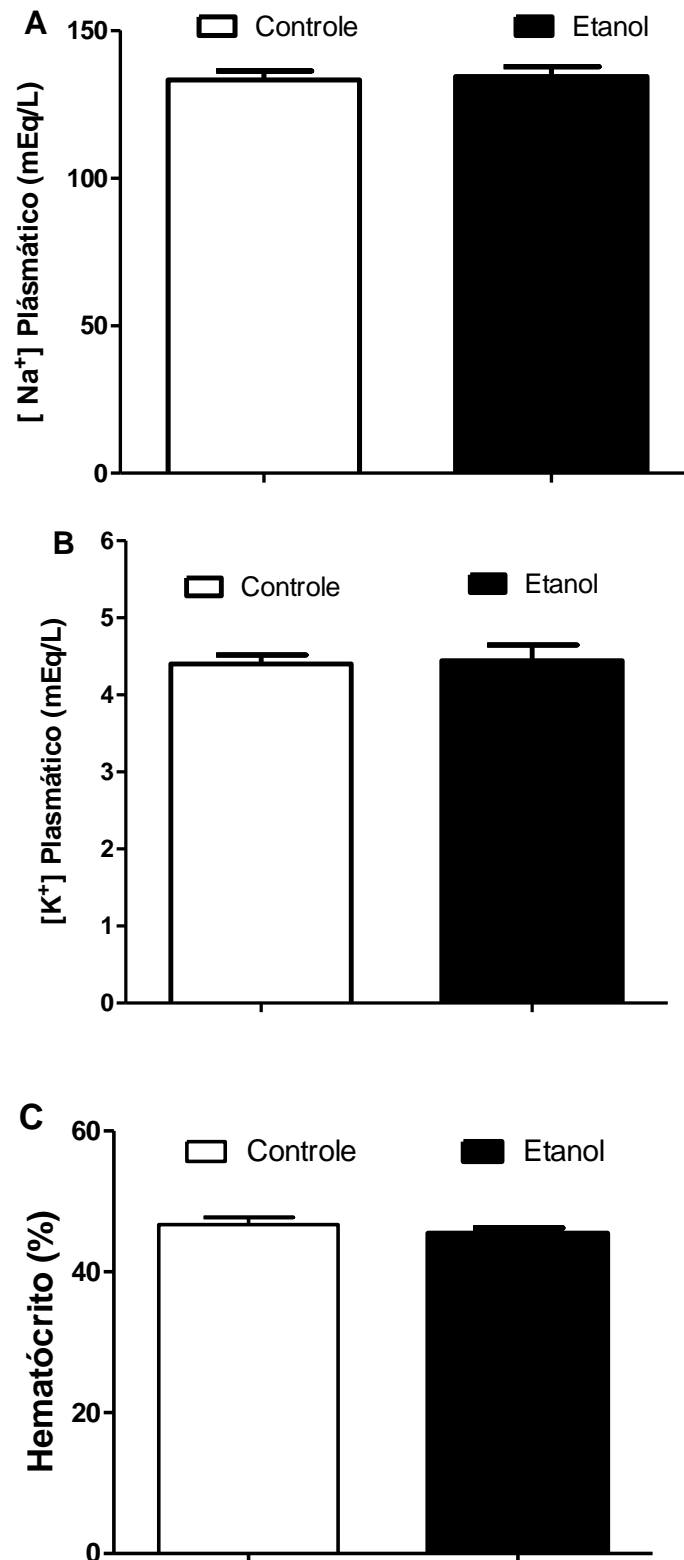 A
Controle Etanol
150
100
50
0
[ Na+] Plásmático (mEq/L)
B
Controle Etanol
6
5
4
3
2
1
0
[K+] Plasmático (mEq/L)
C
Controle Etanol
60
40
20
0
Hematócrito (%)